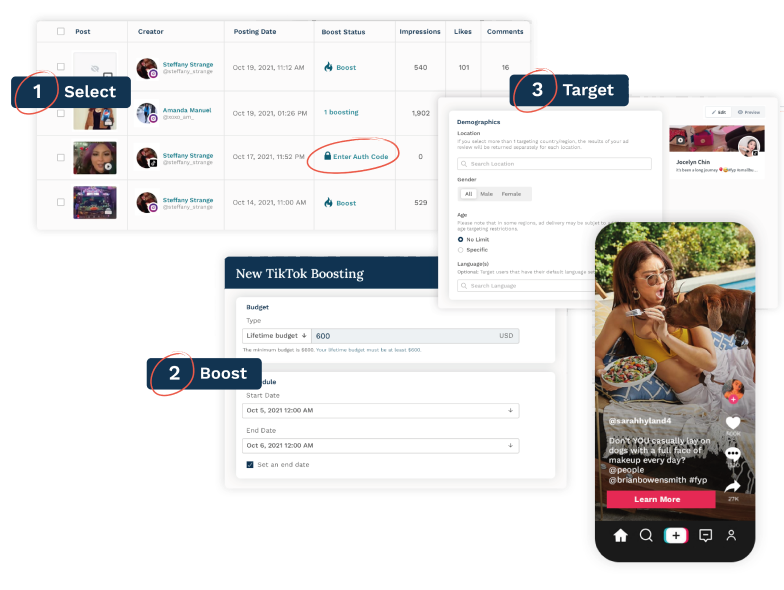 Post Creator Posting Date Boost Status Impressions Likes Comments
Steffany Strange
@steffany_strange
Oct 19, 2021, 11:12 AM Boost 540 101 16
1 Select
Amanda Manuel
@xoxo_am_
Oct 19, 2021, 01:26 PM 1 boosting 1,902
Steffany Strange
@steffany_strange
Oct 17, 2021, 11:52 PM Enter Auth Code 0
Steffany Strange
@steffany_strange
Oct 14, 2021, 11:00 AM Boost 529
3 Target
Edit Preview
Demographics
Location
If you select more than 1 targeting country/region, the results of your ad
review will be returned separately for each location.
Search Location
Gender
All Male Female
Age
Please note that in some regions, ad delivery may be subject to
age targeting restrictions.
No Limit
Specific
Language(s)
Optional: Target users that have their default language
Search Language
Jocelyn Chin
It's been a long journey
New TikTok Boosting
Budget
Type
Lifetime budget 600 USD
The minimum budget is $600. Your lifetime budget must be at least $600.
2 Boost
dule
Start Date
Oct 5, 2021 12:00 AM
End Date
Oct 6, 2021 12:00 AM
Set an end date
@sarahhyland4
Don't YOU casually lay on
dogs with a full face of
makeup every day?
@people
@brianbowensmith #fyp
Learn More
27K